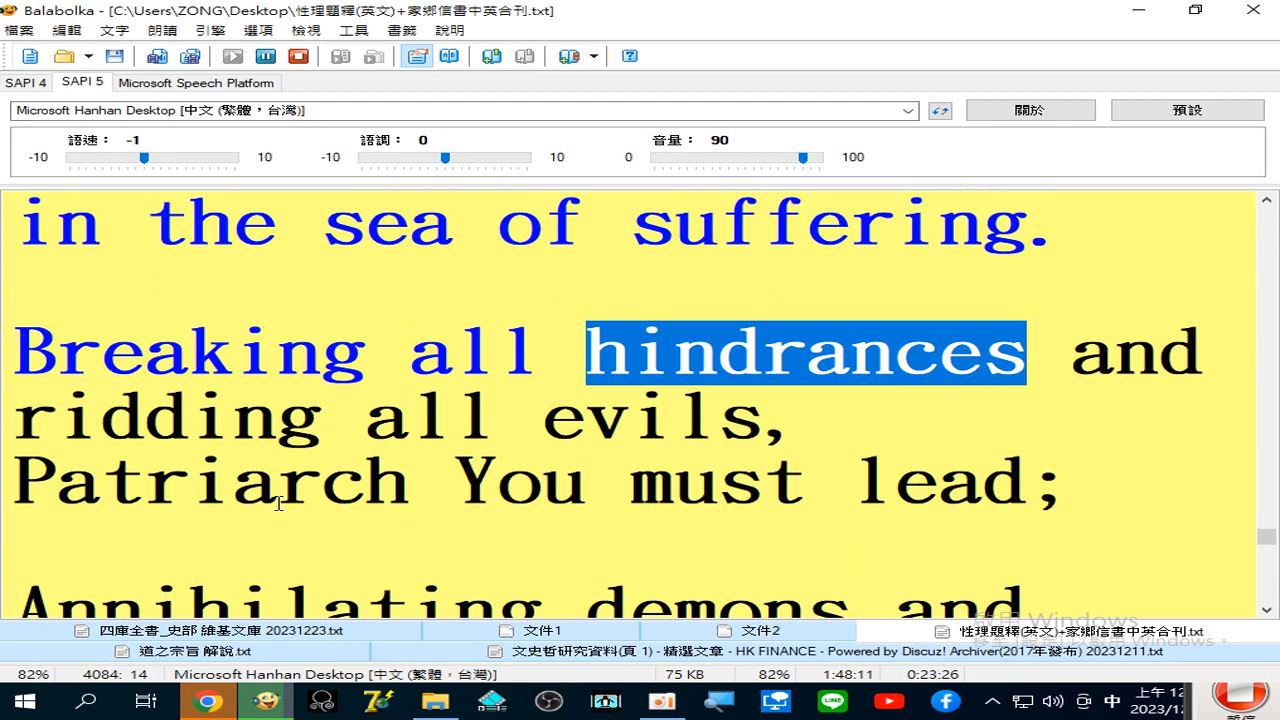 Balabolka - [C:\Users\ZONG\Desktop\性理題釋(英文)+家鄉信書中英合刊.txt]
檔案 編輯 文字 朗讀 引擎 選項 檢視 工具 書籤 說明
SAPI 4 SAPI 5 Microsoft Speech Platform
Microsoft Hanhan Desktop [中文 (繁體，台灣)] 關於 預設
語速： -1 語調： 0 音量： 90
-10 10 -10 10 0 100
in the sea of suffering.
Breaking all hindrances and
ridding all evils,
Patriarch You must lead;
Annihilating demons and
啟用 Windows
四庫全書_史部 維基文庫 20231223.txt 文件1 文件2 性理題釋(英文)+家鄉信書中英合刊.txt
道之宗旨 解說.txt 文史哲研究資料(頁 1) - 精選文章 - HK FINANCE - Powered by Discuz! Archiver(2017年發布) 20231211.txt
82% 4084: 14 Microsoft Hanhan Desktop [中文 (繁體，台灣)] 75 KB 82% 1:48:11 0:23:26
中 上午 12
2023/12